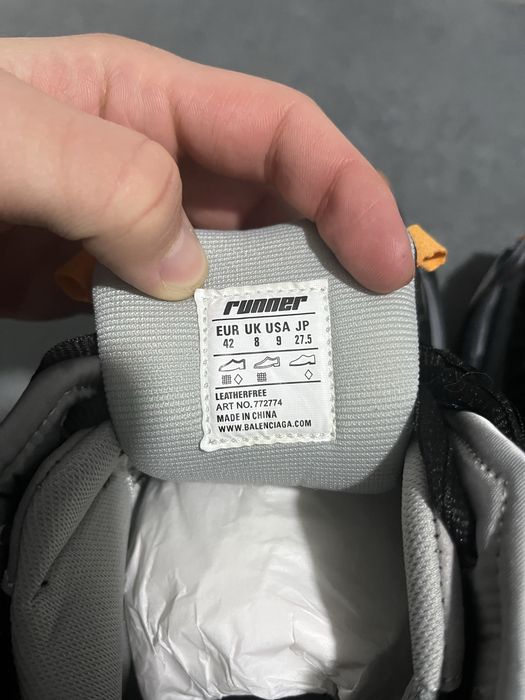 runner
EUR UK USA JP
42 8 9 27.5
LEATHERFREE
ART NO. 772774
MADE IN CHINA
WWW.BALENCIAGA.COM